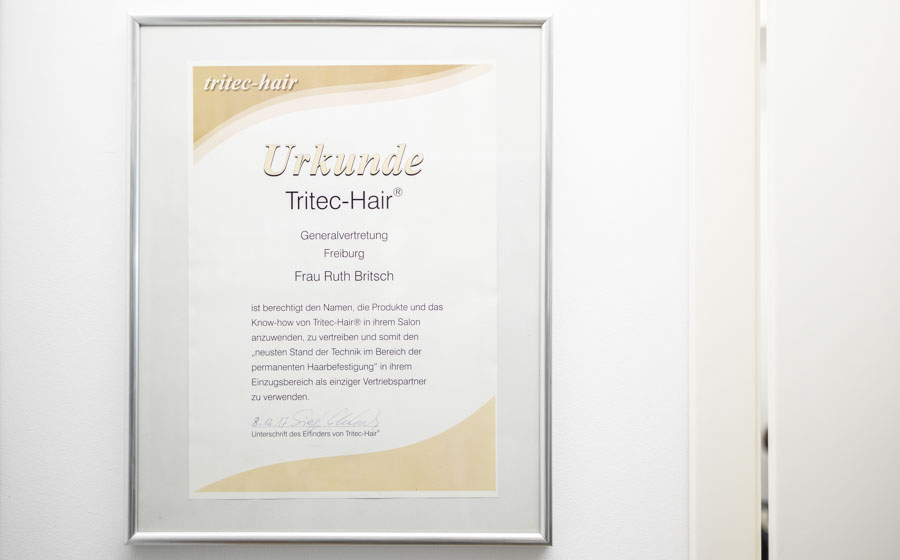 tritec-hair
Urkunde
Tritec-Hair®
Generalvertretung
Freiburg
Frau Ruth Britsch
ist berechtigt den Namen, die Produkte und das
Know-how von Tritec-Hair® in ihrem Salon
anzuwenden, zu vertreiben und somit den
„neusten Stand der Technik im Bereich der
permanenten Haarbefestigung“ in ihrem
Einzugsbereich als einziger Vertriebspartner
zu verwenden.
Unterschrift des Erfinders von Tritec-Hair®